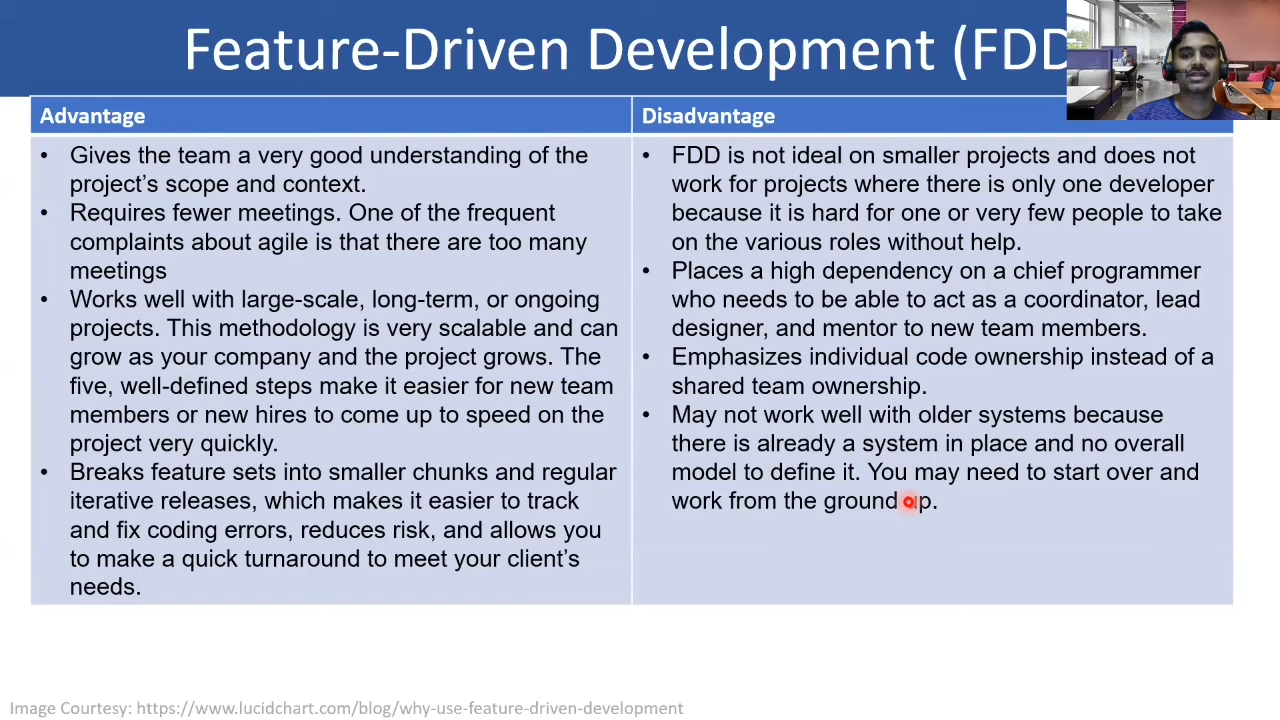 Feature-Driven Development (FDD
Advantage
• Gives the team a very good understanding of the
project's scope and context.
• Requires fewer meetings. One of the frequent
complaints about agile is that there are too many
meetings
• Works well with large-scale, long-term, or ongoing
projects. This methodology is very scalable and can
grow as your company and the project grows. The
five, well-defined steps make it easier for new team
members or new hires to come up to speed on the
project very quickly.
• Breaks feature sets into smaller chunks and regular
iterative releases, which makes it easier to track
and fix coding errors, reduces risk, and allows you
to make a quick turnaround to meet your client's
needs.
Disadvantage
• FDD is not ideal on smaller projects and does not
work for projects where there is only one developer
because it is hard for one or very few people to take
on the various roles without help.
• Places a high dependency on a chief programmer
who needs to be able to act as a coordinator, lead
designer, and mentor to new team members.
• Emphasizes individual code ownership instead of a
shared team ownership.
• May not work well with older systems because
there is already a system in place and no overall
model to define it. You may need to start over and
work from the ground up.
Image Courtesy: https://www.lucidchart.com/blog/why-use-feature-driven-development